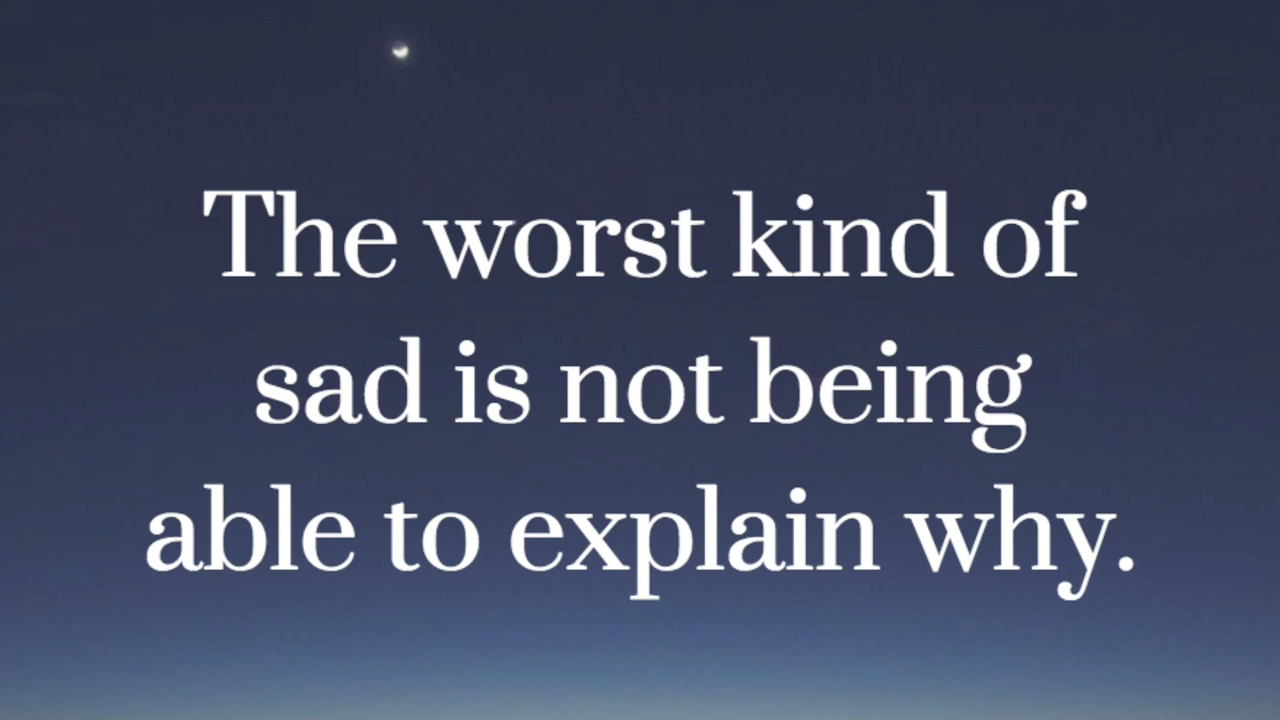 The worst kind of
sad is not being
able to explain why.